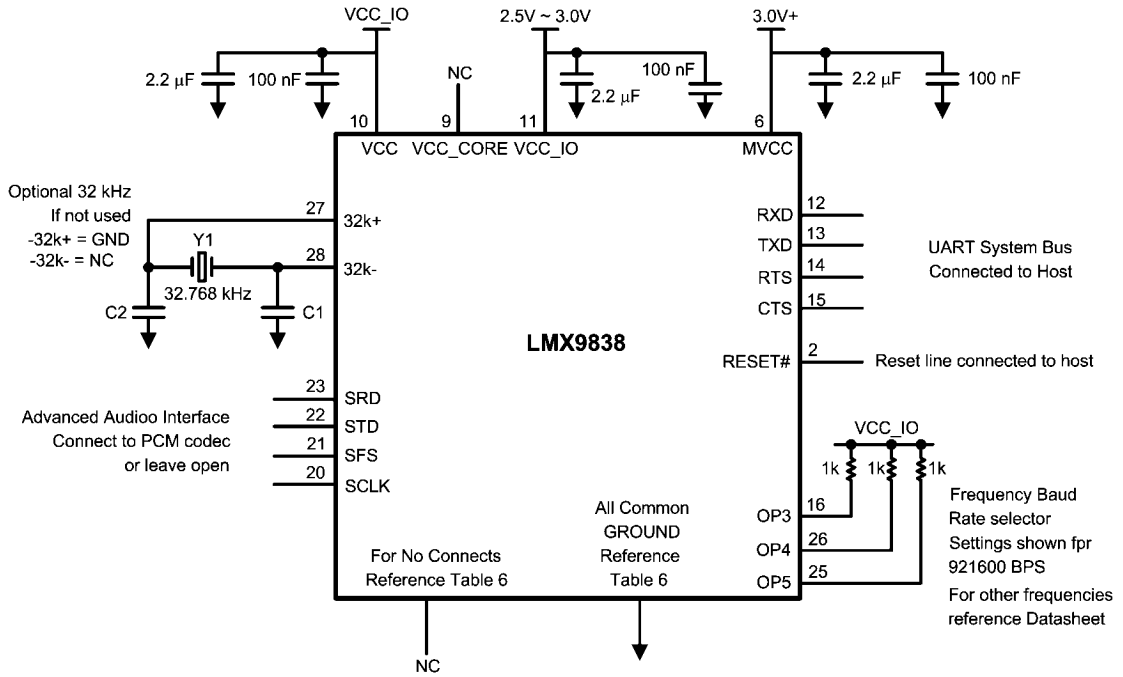 VCC_IO
2.5V ~ 3.0V
3.0V+
2.2 µF
100 nF
NC
100 nF
2.2 µF
2.2 µF
100 nF
10
9
11
6
VCC
VCC_CORE
VCC_IO
MVCC
Optional 32 kHz
If not used
-32k+ = GND
-32k- = NC
27
32k+
Y1
28
32k-
32.768 kHz
C2
C1
12
RXD
13
TXD
14
RTS
15
CTS
UART System Bus
Connected to Host
LMX9838
2
RESET#
Reset line connected to host
Advanced Audioo Interface
Connect to PCM codec
or leave open
23
SRD
22
STD
21
SFS
20
SCLK
VCC_IO
1k
1k
1k
16
OP3
26
OP4
25
OP5
Frequency Baud
Rate selector
Settings shown fpr
921600 BPS
For other frequencies
reference Datasheet
For No Connects
Reference Table 6
All Common
GROUND
Reference
Table 6
NC